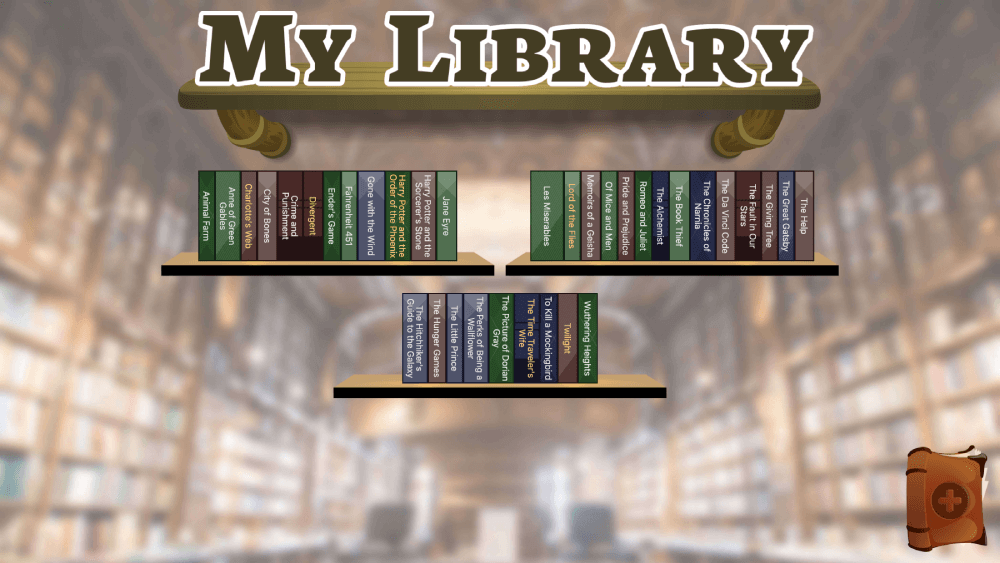 My Library
Animal Farm
Anne of Green
Gables
Charlotte's Web
City of Bones
Crime and
Punishment
Divergent
Ender's Game
Fahrenheit 451
Gone with the Wind
Harry Potter and the
Order of the Phoenix
Harry Potter and the
Sorcerer's Stone
Jane Eyre
Les Miserables
Lord of the Flies
Memoirs of a Geisha
Of Mice and Men
Pride and Prejudice
Romeo and Juliet
The Alchemist
The Book Thief
The Chronicles of
Narnia
The Da Vinci Code
The Fault in Our
Stars
The Giving Tree
The Great Gatsby
The Help
The Hitchhiker's
Guide to the Galaxy
The Hunger Games
The Little Prince
The Perks of Being a
Wallflower
The Picture of Dorian
Gray
The Time Traveler's
Wife
To Kill a Mockingbird
Twilight
Wuthering Heights